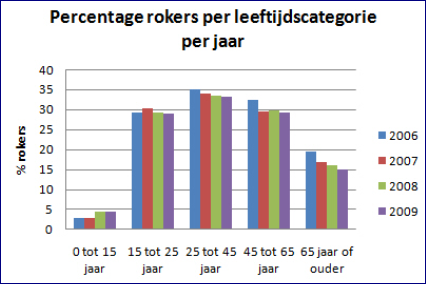 Percentage rokers per leeftijdscategorie
per jaar
% rokers
40
35
30
25
20
15
10
5
0
0 tot 15
jaar
15 tot 25
jaar
25 tot 45
jaar
45 tot 65
jaar
65 jaar of
ouder
2006
2007
2008
2009